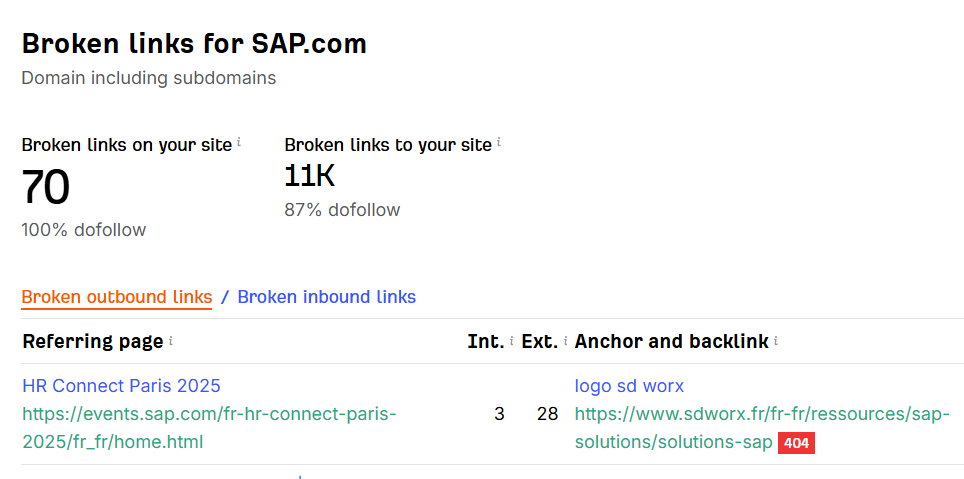 Broken links for SAP.com
Domain including subdomains
Broken links on your site i
Broken links to your site i
70
11K
100% dofollow
87% dofollow
Broken outbound links / Broken inbound links
Referring page i Int. i Ext. i Anchor and backlink i
HR Connect Paris 2025
https://events.sap.com/fr-hr-connect-paris-
2025/fr_fr/home.html
3
28
logo sd worx
https://www.sdworx.fr/fr-fr/ressources/sap-
solutions/solutions-sap 404